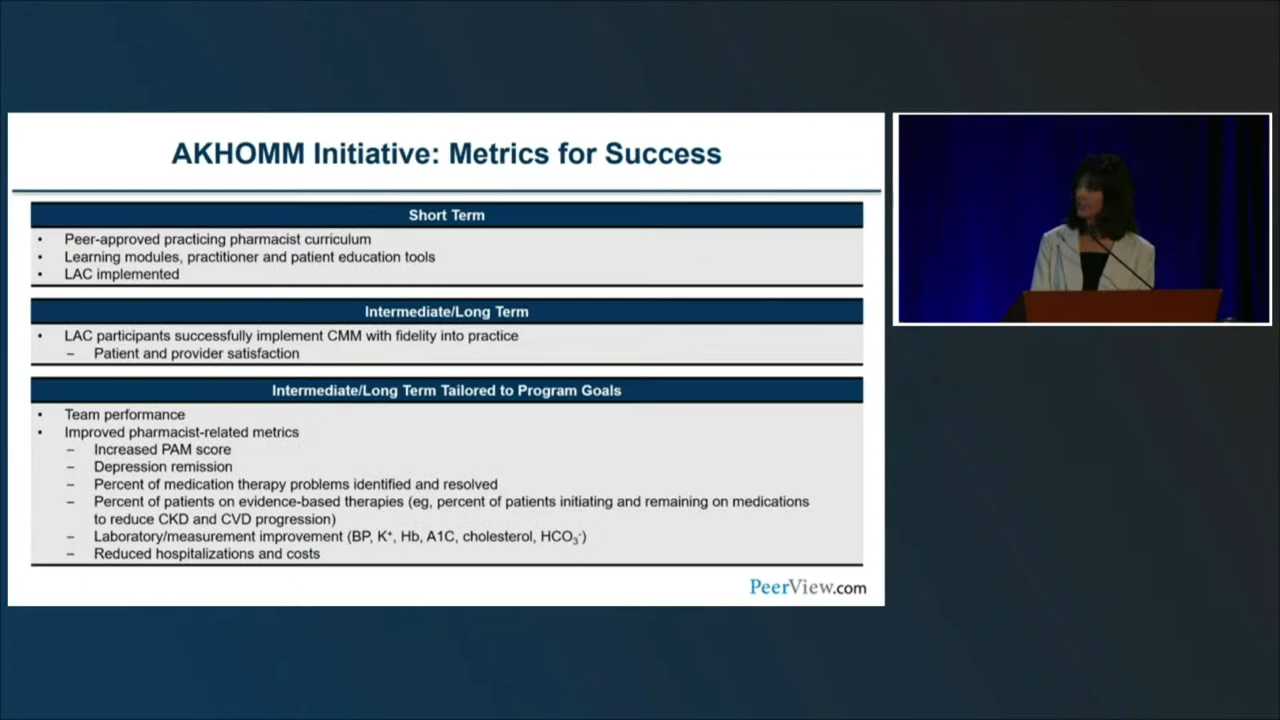 AKHOMM Initiative: Metrics for Success
Short Term
• Peer-approved practicing pharmacist curriculum
• Learning modules, practitioner and patient education tools
• LAC implemented
Intermediate/Long Term
• LAC participants successfully implement CMM with fidelity into practice
– Patient and provider satisfaction
Intermediate/Long Term Tailored to Program Goals
• Team performance
• Improved pharmacist-related metrics
– Increased PAM score
– Depression remission
– Percent of medication therapy problems identified and resolved
– Percent of patients on evidence-based therapies (eg, percent of patients initiating and remaining on medications
to reduce CKD and CVD progression)
– Laboratory/measurement improvement (BP, K⁺, Hb, A1C, cholesterol, HCO₃⁻)
– Reduced hospitalizations and costs
PeerView.com